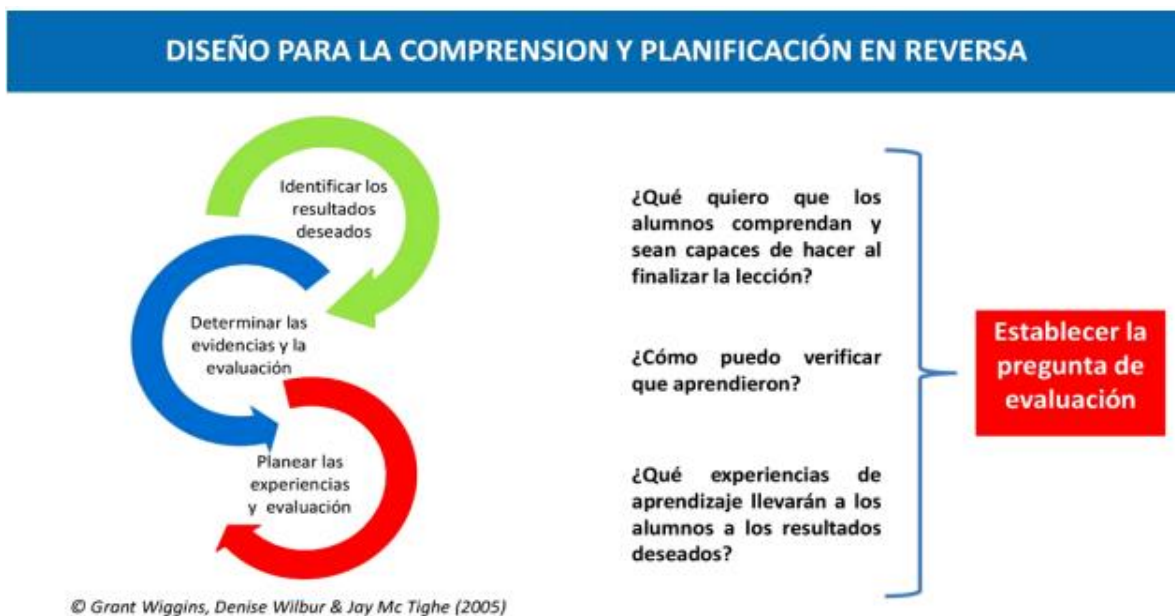 DISEÑO PARA LA COMPRENSION Y PLANIFICACIÓN EN REVERSA
Identificar los
resultados
deseados
Determinar las
evidencias y la
evaluación
Planear las
experiencias
y evaluación
¿Qué quiero que los
alumnos comprendan y
sean capaces de hacer al
finalizar la lección?
¿Cómo puedo verificar
que aprendieron?
¿Qué experiencias de
aprendizaje llevarán a los
alumnos a los resultados
deseados?
Establecer la
pregunta de
evaluación
© Grant Wiggins, Denise Wilbur & Jay Mc Tighe (2005)